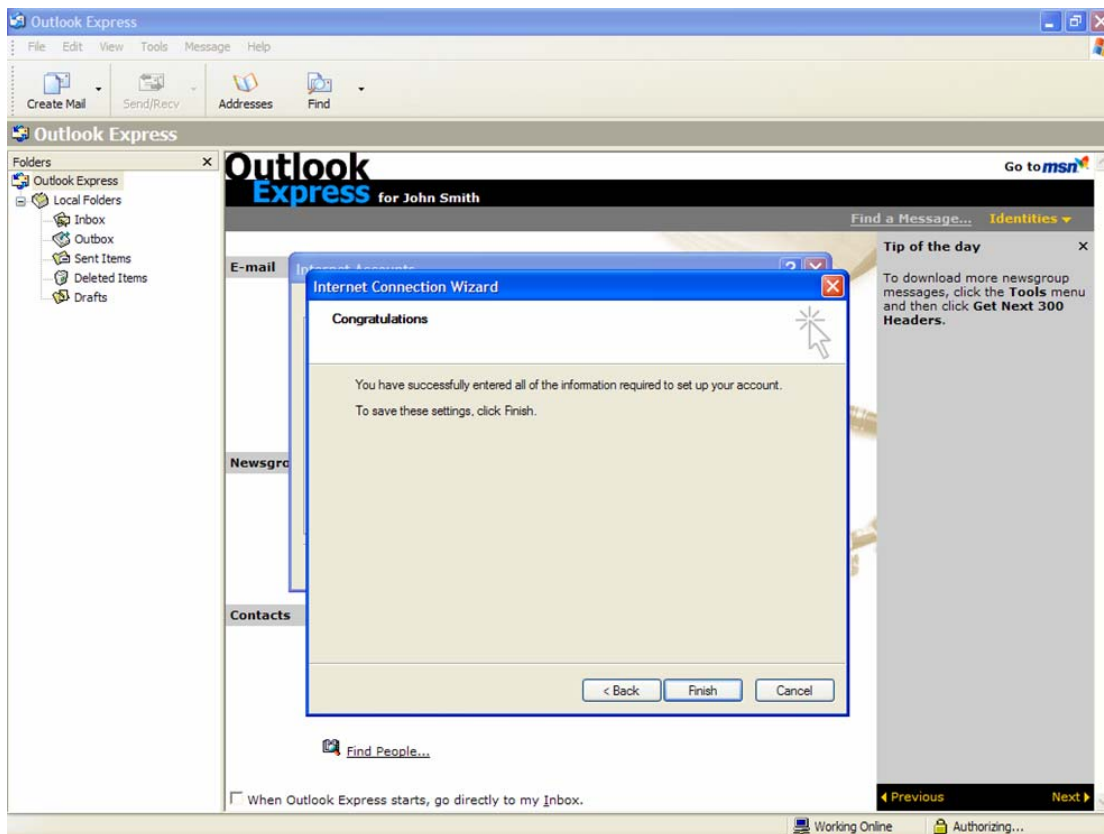 Outlook Express
File Edit View Tools Message Help
Create Mail Send/Recv Addresses Find
Outlook Express
Folders
Outlook Express
Local Folders
Inbox
Outbox
Sent Items
Deleted Items
Drafts
Outlook
Express for John Smith
Go to msn
Find a Message... Identities
E-mail
Internet Accounts
Internet Connection Wizard
Congratulations
You have successfully entered all of the information required to set up your account.
To save these settings, click Finish.
< Back Finish Cancel
Newsgro
Contacts
Find People...
When Outlook Express starts, go directly to my Inbox.
Tip of the day
To download more newsgroup
messages, click the Tools menu
and then click Get Next 300
Headers.
Previous Next
Working Online Authorizing...